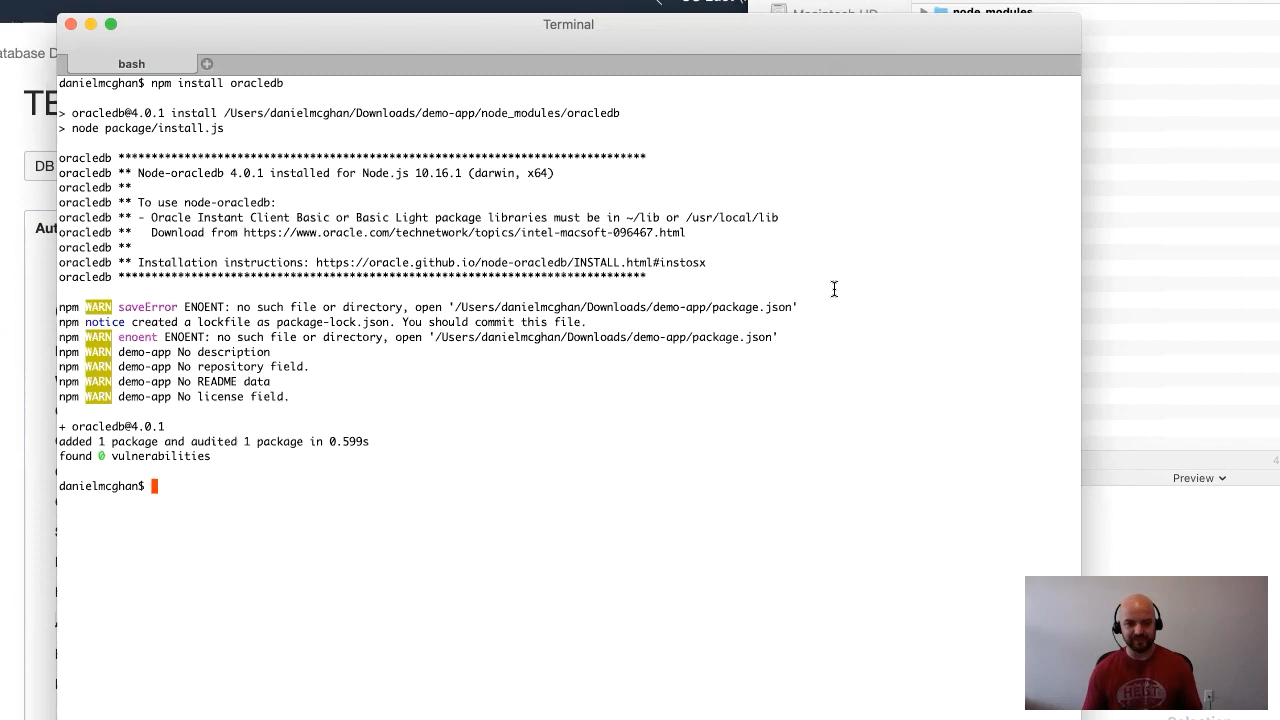 Terminal
bash
danielmcghan$ npm install oracledb
> oracledb@4.0.1 install /Users/danielmcghan/Downloads/demo-app/node_modules/oracledb
> node package/install.js
oracledb ********************************************************************************
oracledb ** Node-oracledb 4.0.1 installed for Node.js 10.16.1 (darwin, x64)
oracledb **
oracledb ** To use node-oracledb:
oracledb ** - Oracle Instant Client Basic or Basic Light package libraries must be in ~/lib or /usr/local/lib
oracledb **   Download from https://www.oracle.com/technetwork/topics/intel-macsoft-096467.html
oracledb **
oracledb ** Installation instructions: https://oracle.github.io/node-oracledb/INSTALL.html#instosx
oracledb ********************************************************************************
npm WARN saveError ENOENT: no such file or directory, open '/Users/danielmcghan/Downloads/demo-app/package.json'
npm notice created a lockfile as package-lock.json. You should commit this file.
npm WARN enoent ENOENT: no such file or directory, open '/Users/danielmcghan/Downloads/demo-app/package.json'
npm WARN demo-app No description
npm WARN demo-app No repository field.
npm WARN demo-app No README data
npm WARN demo-app No license field.
+ oracledb@4.0.1
added 1 package and audited 1 package in 0.599s
found 0 vulnerabilities
danielmcghan$
Macintosh HD
node_modules
atabase D
TE
DB
Aut
Preview
HEIST